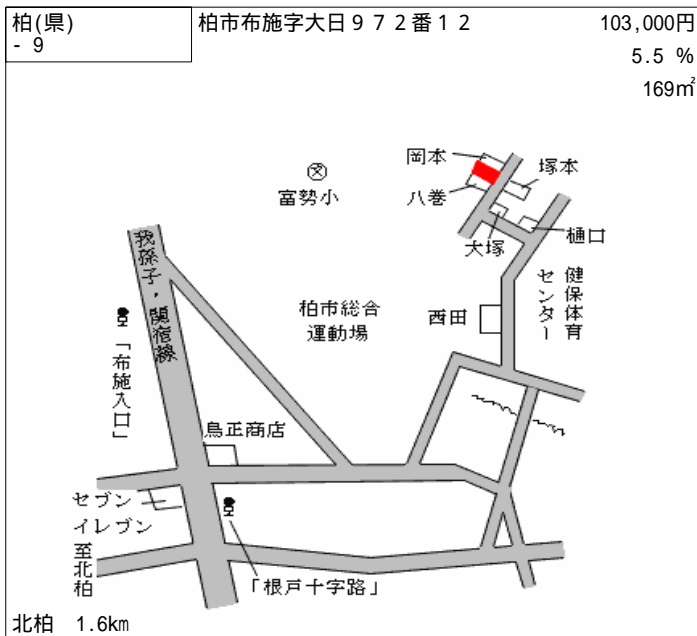 柏(県)
- 9
柏市布施字大日９７２番１２
103,000円
5.5 %
169㎡
岡本
塚本
富勢小
八巻
犬塚
樋口
我孫子・関宿線
健保体育
センター
柏市総合
運動場
西田
「布施入口」
鳥正商店
セブン
イレブン
至北柏
「根戸十字路」
北柏 1.6km